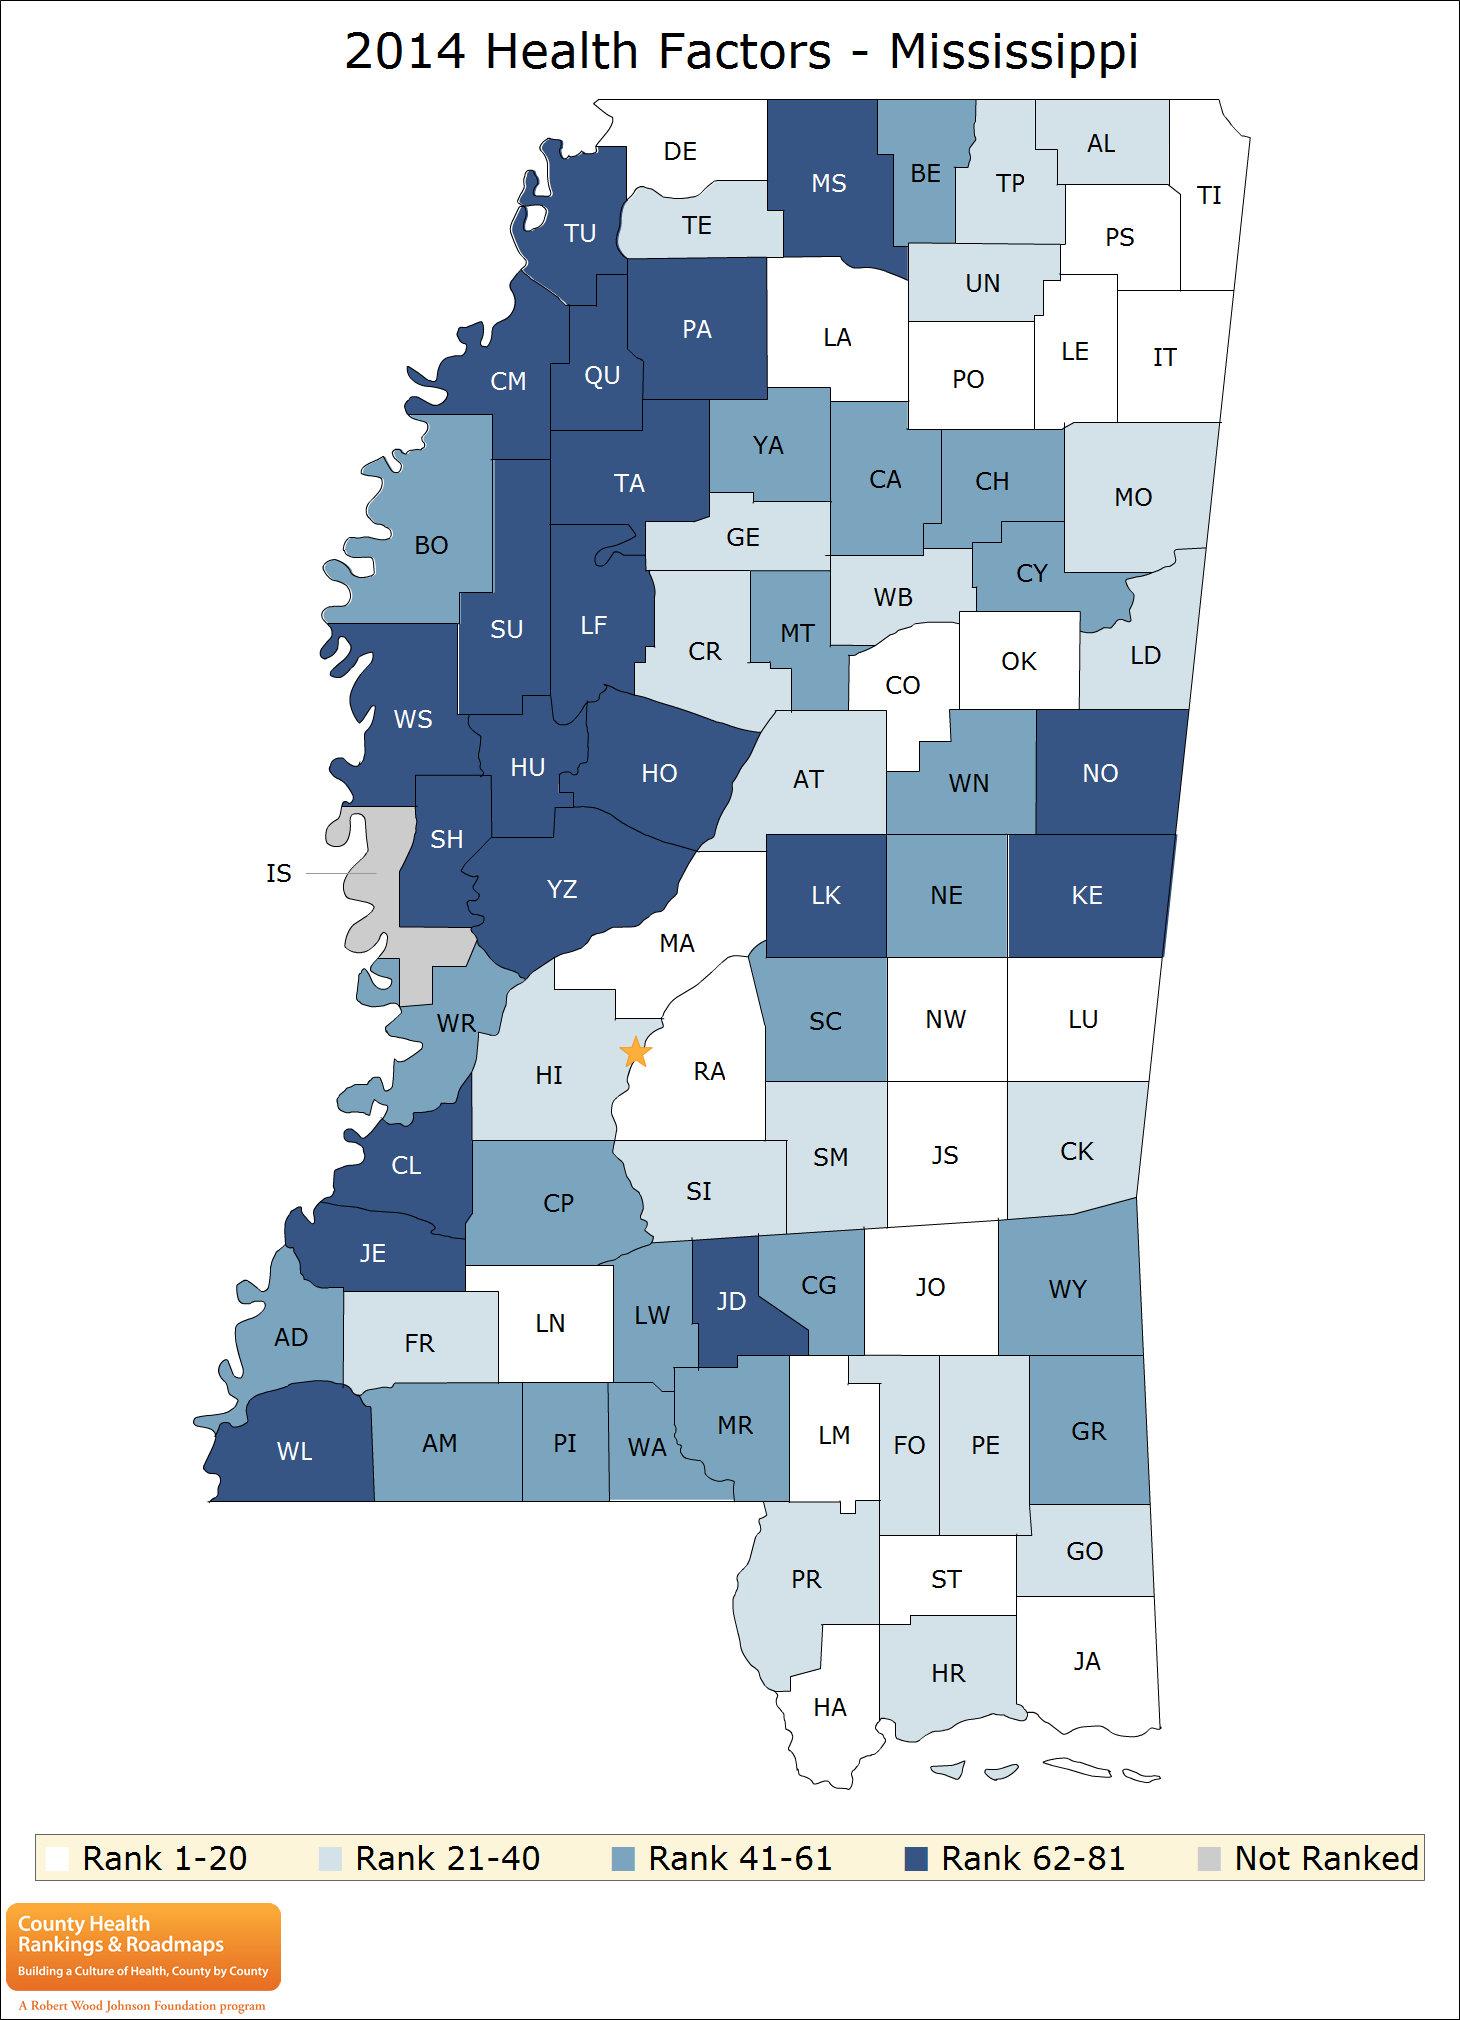 2014 Health Factors - Mississippi
DE
MS
BE
TP
AL
TI
TU
TE
PS
UN
PA
LA
LE
IT
CM
QU
PO
YA
TA
CA
CH
MO
BO
GE
CY
WB
SU
LF
MT
CR
OK
LD
CO
WS
HU
HO
AT
WN
NO
SH
IS
YZ
LK
NE
KE
MA
WR
SC
NW
LU
HI
RA
CL
SM
JS
CK
CP
SI
JE
JD
CG
JO
WY
AD
FR
LN
LW
WL
AM
PI
WA
MR
LM
FO
PE
GR
PR
ST
GO
HA
HR
JA
Rank 1-20
Rank 21-40
Rank 41-61
Rank 62-81
Not Ranked
County Health
Rankings & Roadmaps
Building a Culture of Health, County by County
A Robert Wood Johnson Foundation program